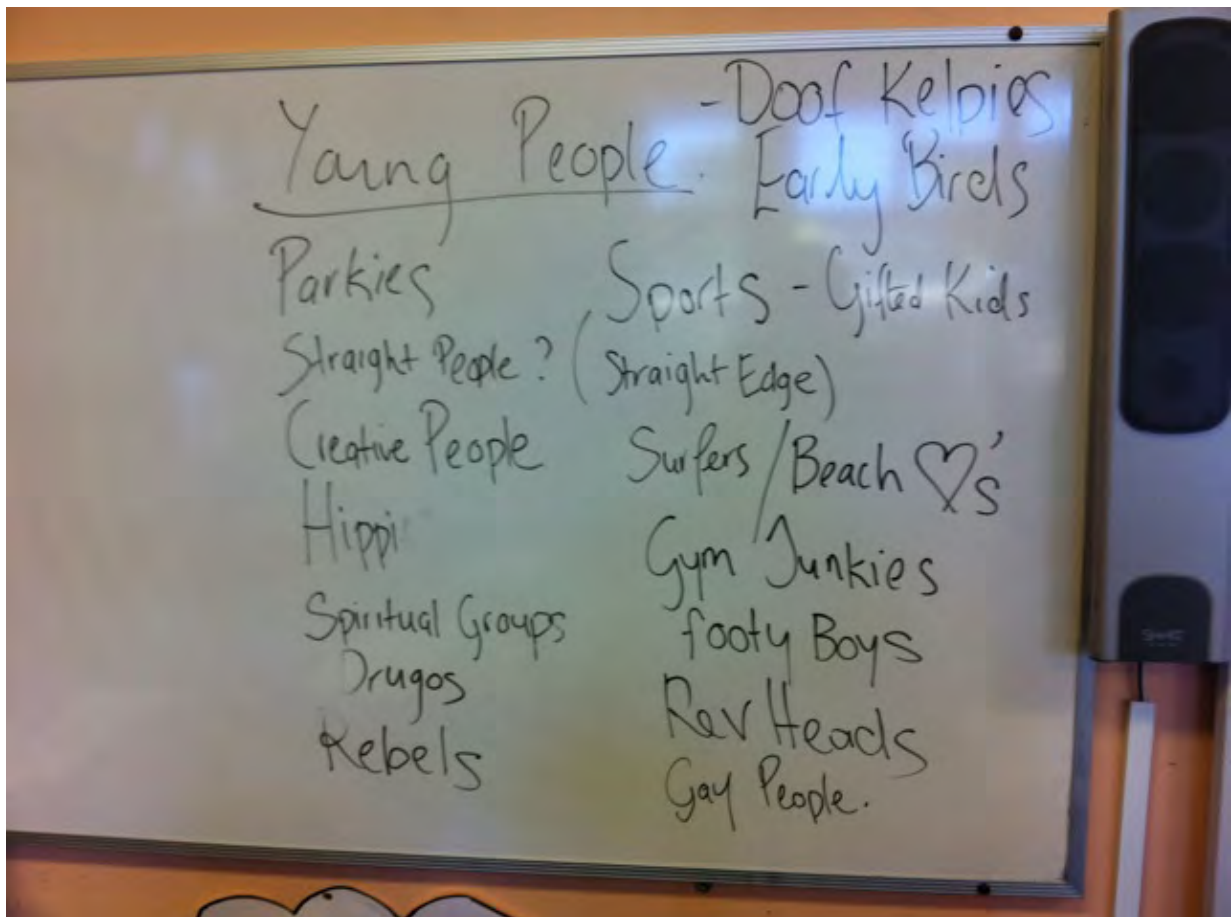 Young People.
- Doof Kelpies
Early Birds
Parkies
Straight People? (Straight Edge)
Creative People
Hippi
Spiritual Groups
Drugos
Rebels
Sports - Gifted Kids
Surfers / Beach ♡'s
Gym Junkies
footy Boys
Rev Heads
Gay People.
SMART